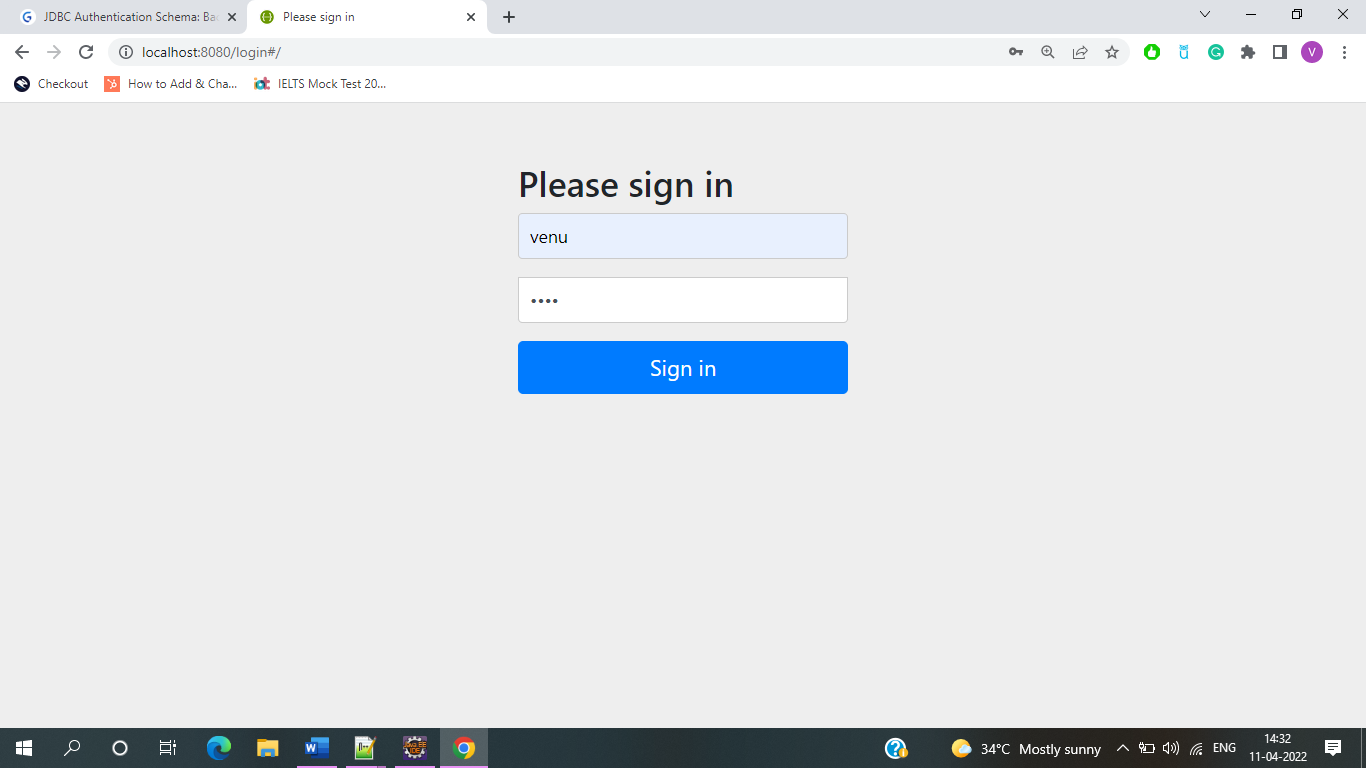 JDBC Authentication Schema: Ba
Please sign in
localhost:8080/login#/
V
Checkout
How to Add & Cha...
IELTS Mock Test 20...
Please sign in
venu
••••
Sign in
34°C Mostly sunny
ENG
14:32
11-04-2022